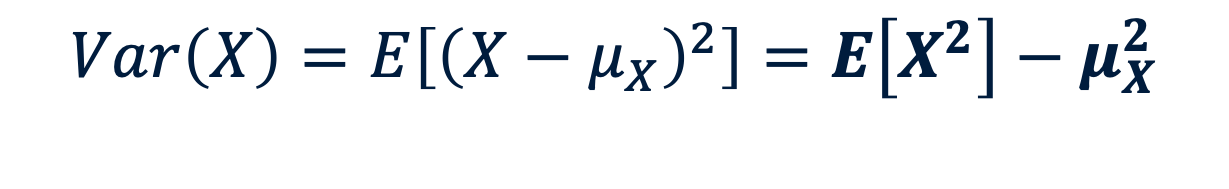 Var(X) = E[(X − μ_X)²] = E[X²] − μ_X²